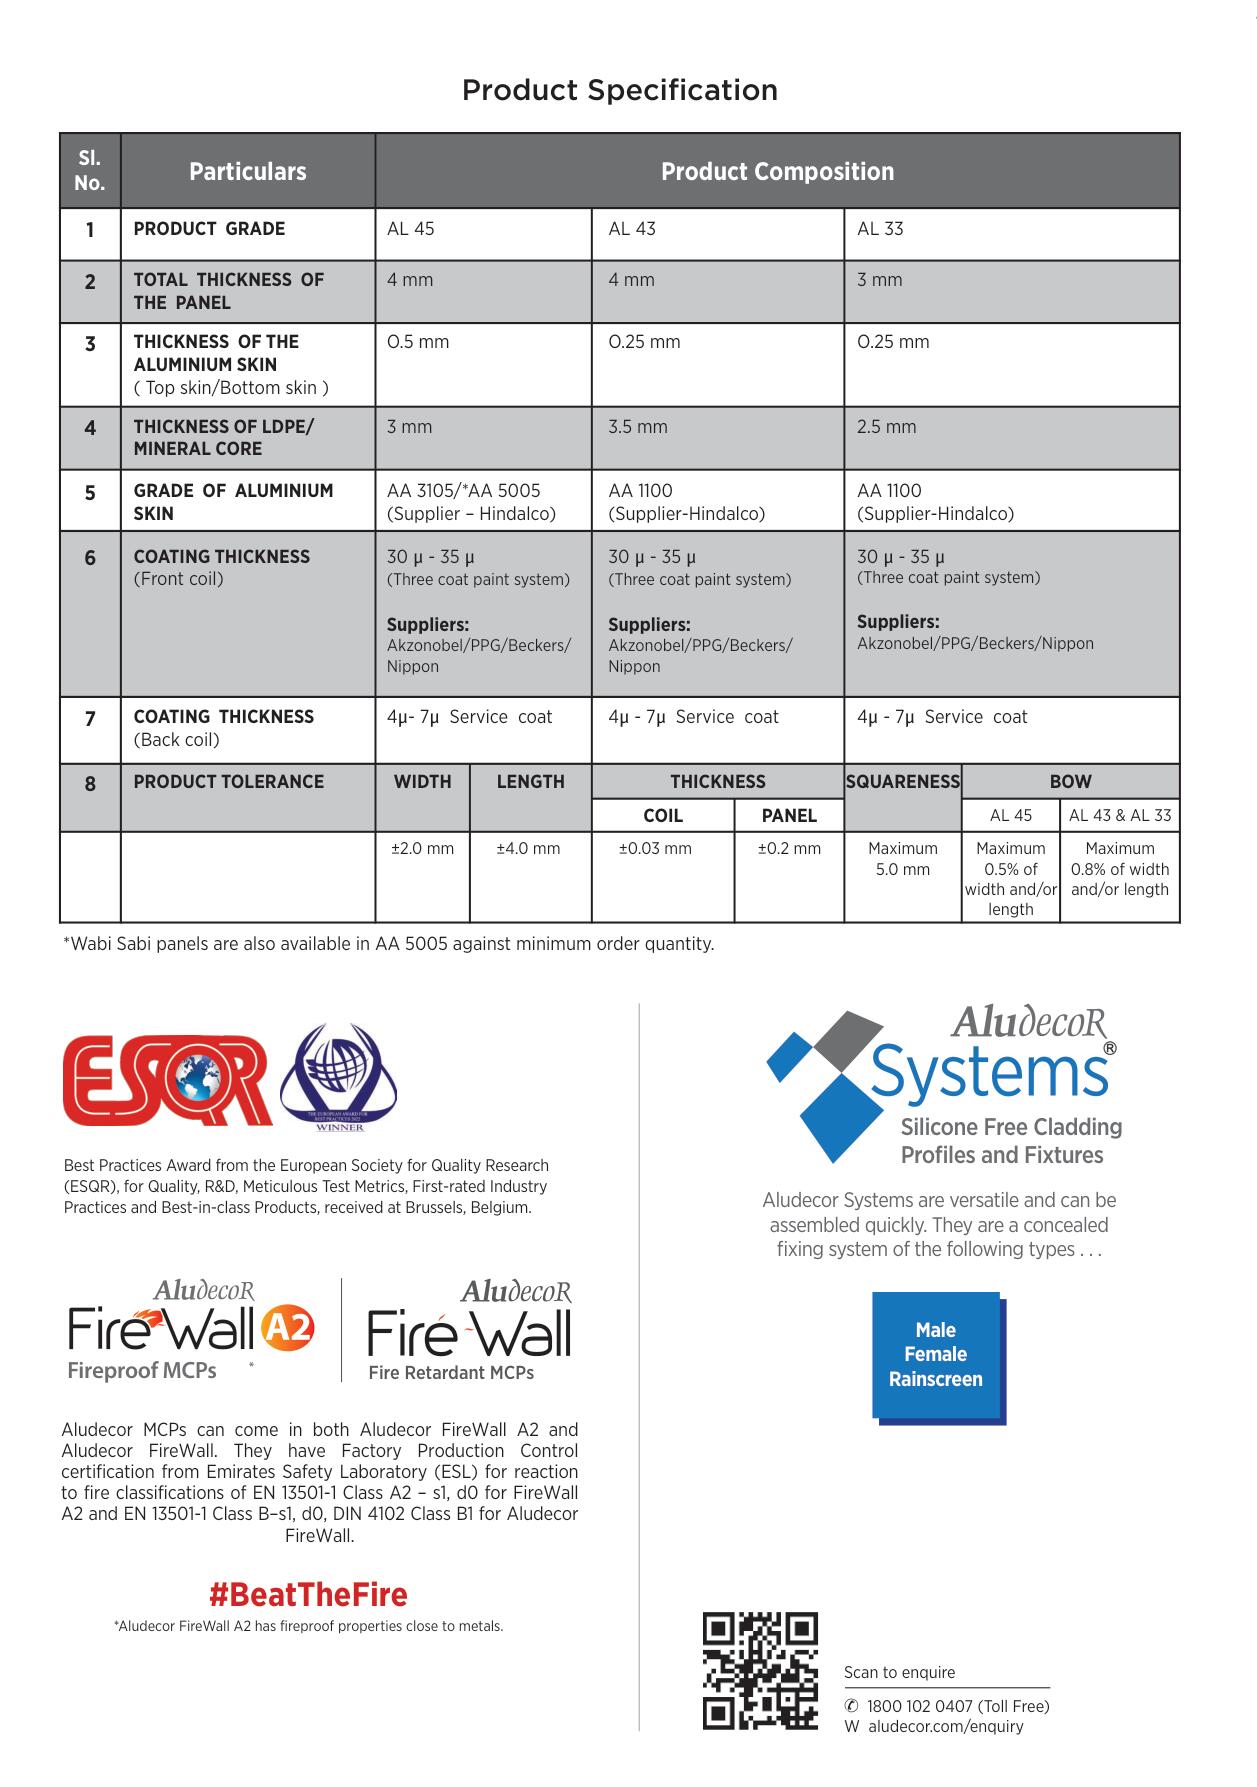 Product Specification
Sl. No. Particulars Product Composition
1 PRODUCT GRADE AL 45 AL 43 AL 33
2 TOTAL THICKNESS OF THE PANEL 4 mm 4 mm 3 mm
3 THICKNESS OF THE ALUMINIUM SKIN ( Top skin/Bottom skin ) O.5 mm O.25 mm O.25 mm
4 THICKNESS OF LDPE/ MINERAL CORE 3 mm 3.5 mm 2.5 mm
5 GRADE OF ALUMINIUM SKIN AA 3105/*AA 5005 (Supplier – Hindalco) AA 1100 (Supplier-Hindalco) AA 1100 (Supplier-Hindalco)
6 COATING THICKNESS (Front coil)
30 µ - 35 µ (Three coat paint system) Suppliers: Akzonobel/PPG/Beckers/ Nippon
30 µ - 35 µ (Three coat paint system) Suppliers: Akzonobel/PPG/Beckers/ Nippon
30 µ - 35 µ (Three coat paint system) Suppliers: Akzonobel/PPG/Beckers/Nippon
7 COATING THICKNESS (Back coil) 4µ- 7µ Service coat 4µ - 7µ Service coat 4µ - 7µ Service coat
8 PRODUCT TOLERANCE WIDTH LENGTH THICKNESS SQUARENESS BOW
COIL PANEL AL 45 AL 43 & AL 33
±2.0 mm ±4.0 mm ±0.03 mm ±0.2 mm Maximum 5.0 mm Maximum 0.5% of width and/or length Maximum 0.8% of width and/or length
*Wabi Sabi panels are also available in AA 5005 against minimum order quantity.
ESQR
THE EUROPEAN AWARD FOR
BEST PRACTICES 2022
WINNER
Best Practices Award from the European Society for Quality Research
(ESQR), for Quality, R&D, Meticulous Test Metrics, First-rated Industry
Practices and Best-in-class Products, received at Brussels, Belgium.
AludecoR
FireWall A2
Fireproof MCPs *
AludecoR
Fire Wall
Fire Retardant MCPs
Aludecor MCPs can come in both Aludecor FireWall A2 and
Aludecor FireWall. They have Factory Production Control
certification from Emirates Safety Laboratory (ESL) for reaction
to fire classifications of EN 13501-1 Class A2 – s1, d0 for FireWall
A2 and EN 13501-1 Class B–s1, d0, DIN 4102 Class B1 for Aludecor
FireWall.
#BeatTheFire
*Aludecor FireWall A2 has fireproof properties close to metals.
AludecoR
Systems®
Silicone Free Cladding
Profiles and Fixtures
Aludecor Systems are versatile and can be
assembled quickly. They are a concealed
fixing system of the following types . . .
Male
Female
Rainscreen
Scan to enquire
✆ 1800 102 0407 (Toll Free)
W aludecor.com/enquiry